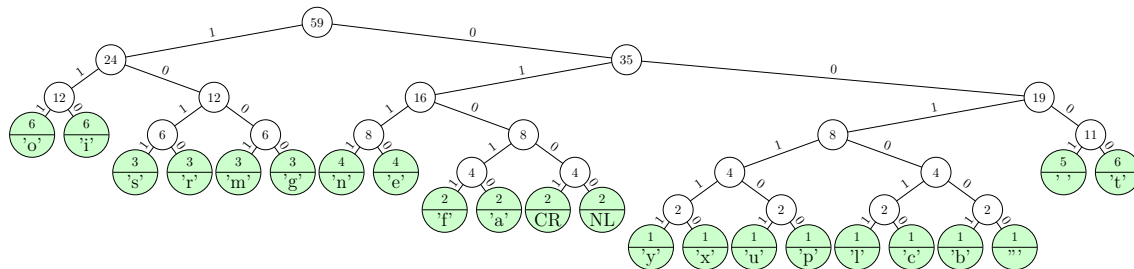 59
1 0
24 35
1 0 1 0
12 12 16 19
1 0 1 0 1 0 1 0
6 6 6 6 8 8 8 11
'o' 'i' 1 0 1 0 1 0 1 0 1 0 1 0
3 3 3 3 4 4 4 4 4 4 5 6
's' 'r' 'm' 'g' 'n' 'e' 1 0 1 0 1 0 1 0 ' ' 't'
2 2 2 2 2 2 2 2
'f' 'a' CR NL 1 0 1 0 1 0 1 0
1 1 1 1 1 1 1 1
'y' 'x' 'u' 'p' 'l' 'c' 'b' '''